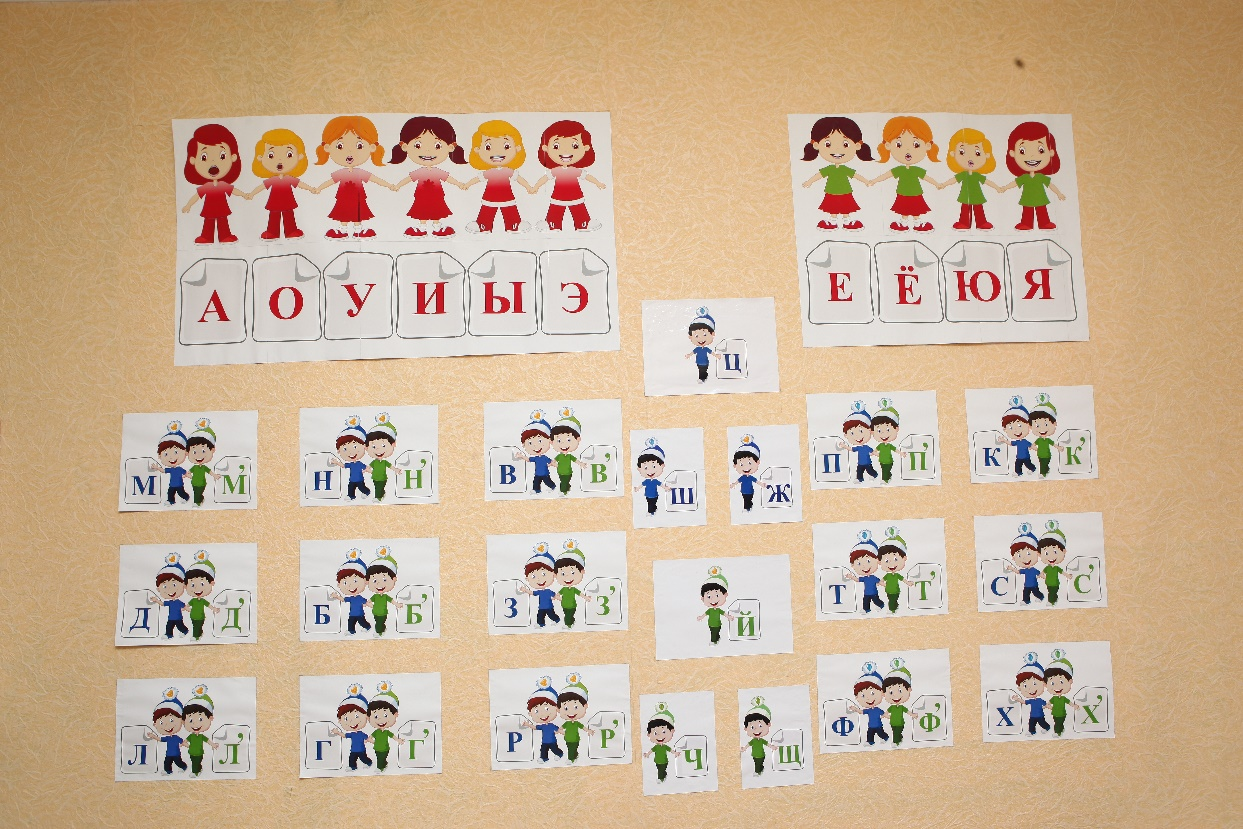 А О У И Ы Э
Е Ё Ю Я
Ц
М М'
Н Н'
В В'
Ш
Ж
П П'
К К'
Д Д'
Б Б'
З З'
Й
Т Т'
С С'
Л Л'
Г Г'
Р Р'
Ч
Щ
Ф Ф'
Х Х'